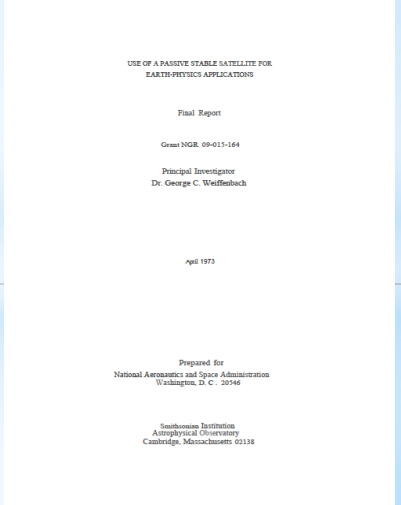 USE OF A PASSIVE STABLE SATELLITE FOR
EARTH-PHYSICS APPLICATIONS
Final Report
Grant NGR 09-015-164
Principal Investigator
Dr. George C. Weiffenbach
April 1973
Prepared for
National Aeronautics and Space Administration
Washington, D. C. 20546
Smithsonian Institution
Astrophysical Observatory
Cambridge, Massachusetts 02138